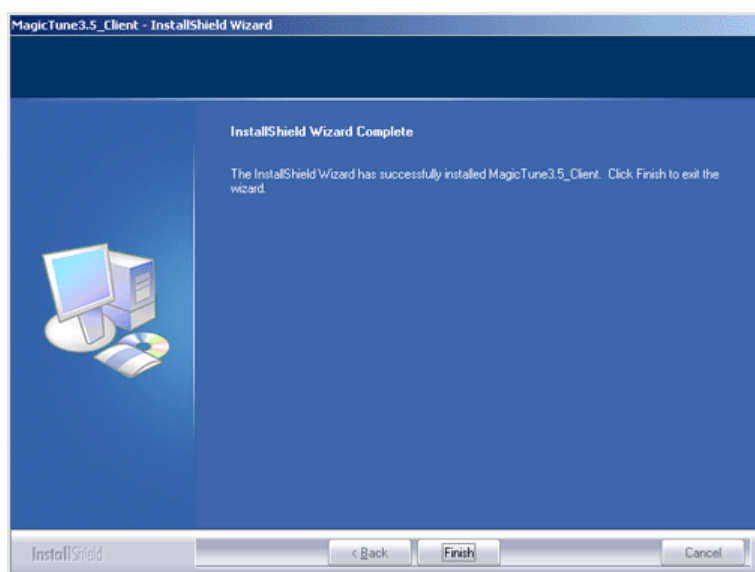 MagicTune3.5_Client - InstallShield Wizard
InstallShield Wizard Complete
The InstallShield Wizard has successfully installed MagicTune3.5_Client. Click Finish to exit the
wizard.
InstallShield
< Back
Finish
Cancel